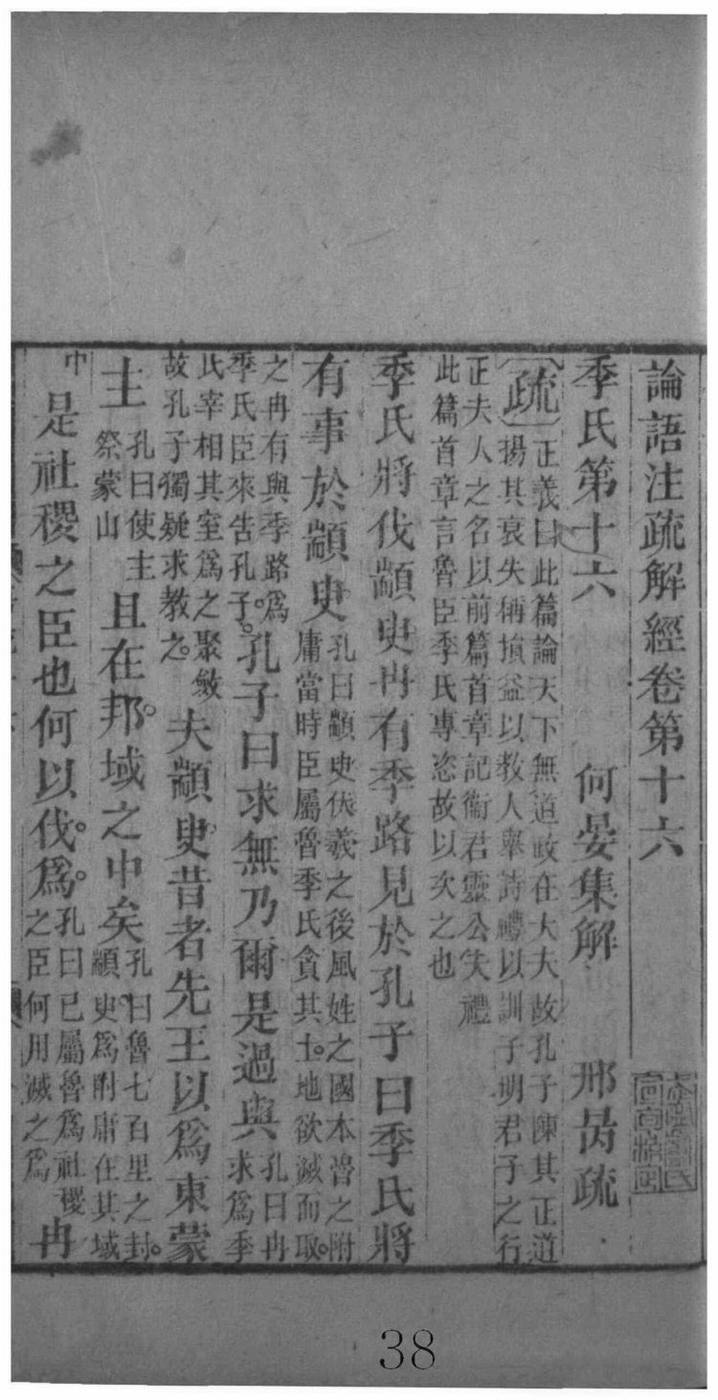 論語注疏解經卷第十六
季氏第十六 何晏集解 邢昺疏
疏 正義曰此篇論天下無道政在大夫故孔子陳其正道
揚其衰失稱損益以教人舉詩禮以訓子明君子之行
正夫人之名以前篇首章記衞君靈公失禮
此篇首章言魯臣季氏專恣故以次之也
季氏將伐顓臾冉有季路見於孔子曰季氏將
有事於顓臾 孔曰顓臾伏羲之後風姓之國本魯之附
庸當時臣屬魯季氏貪其土地欲滅而取
之冉有與季路爲
季氏臣來告孔子 孔子曰求無乃爾是過與 孔曰冉
求爲季
氏宰相其室爲之聚斂
故孔子獨疑求教之 夫顓臾昔者先王以爲東蒙
主 孔曰使主
祭蒙山 且在邦域之中矣 孔曰魯七百里之封
顓臾爲附庸在其域
中 是社稷之臣也何以伐爲 孔曰已屬魯爲社稷
之臣何用滅之爲 冉
38